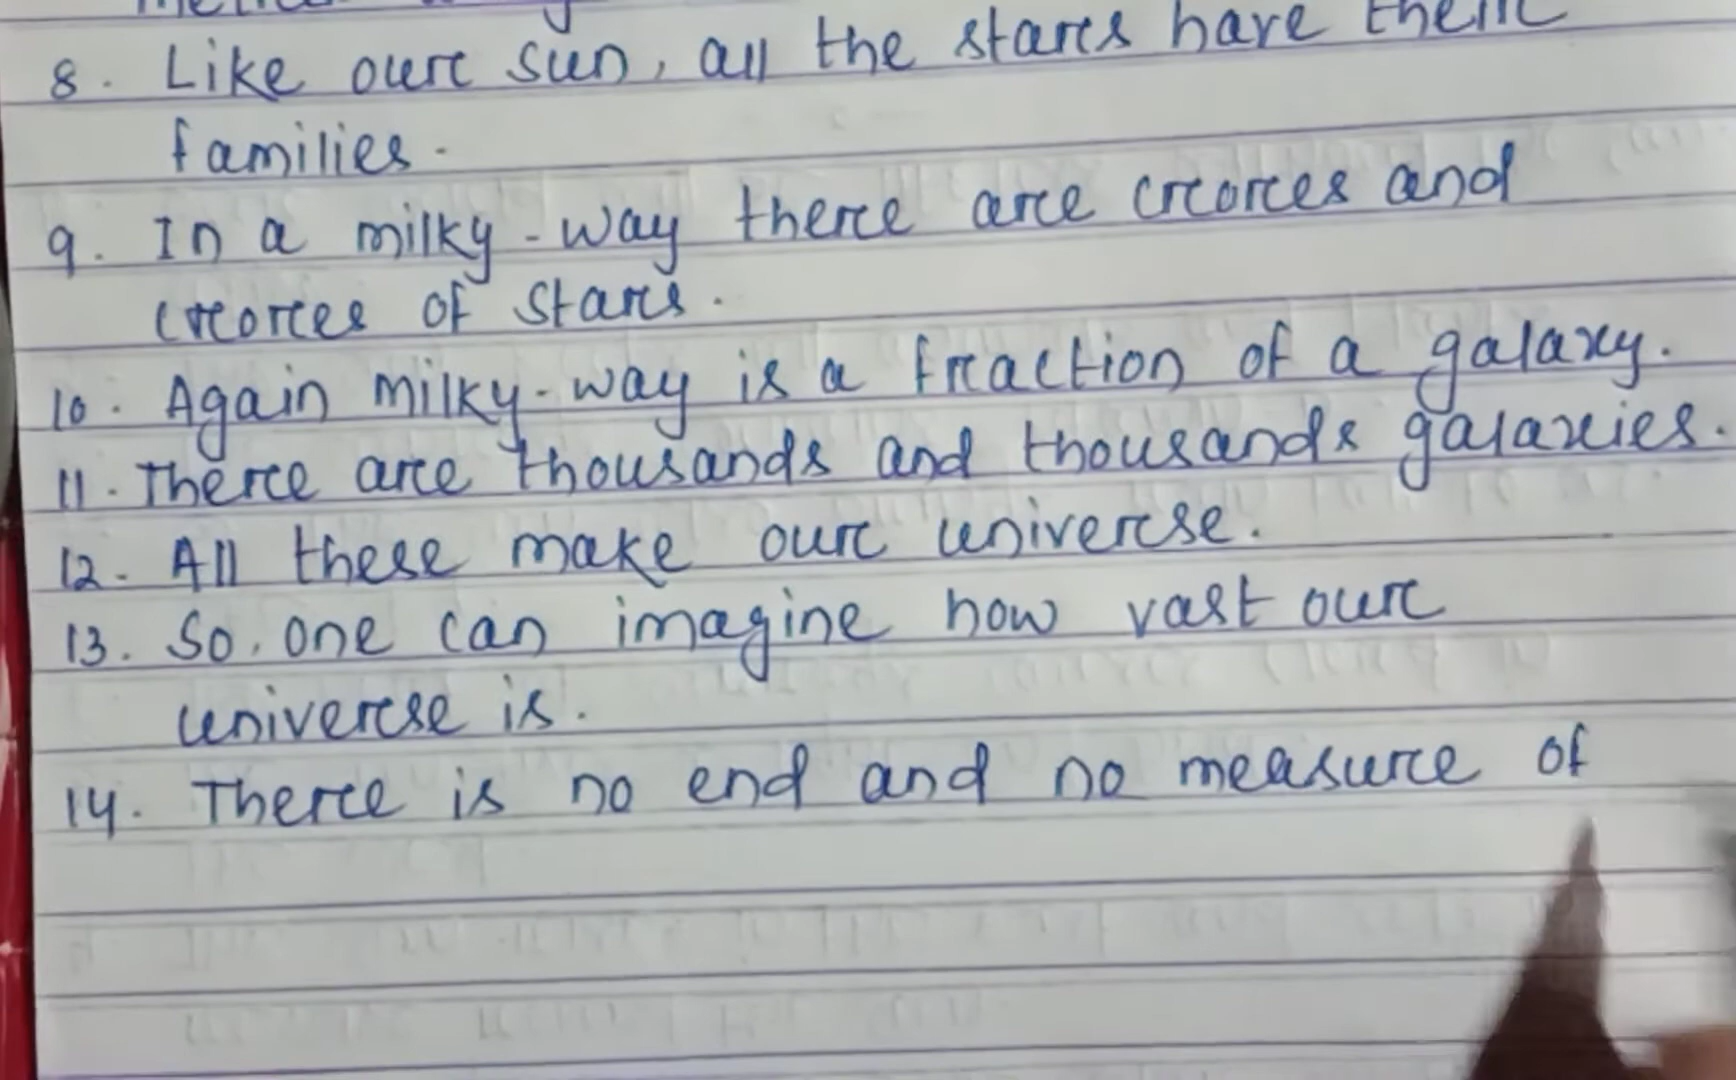 8. Like our sun, all the stars have their
families.
9. In a milky-way there are crores and
crores of stars.
10. Again milky-way is a fraction of a galaxy.
11. There are thousands and thousands galaxies.
12. All these make our universe.
13. So, one can imagine how vast our
universe is.
14. There is no end and no measure of